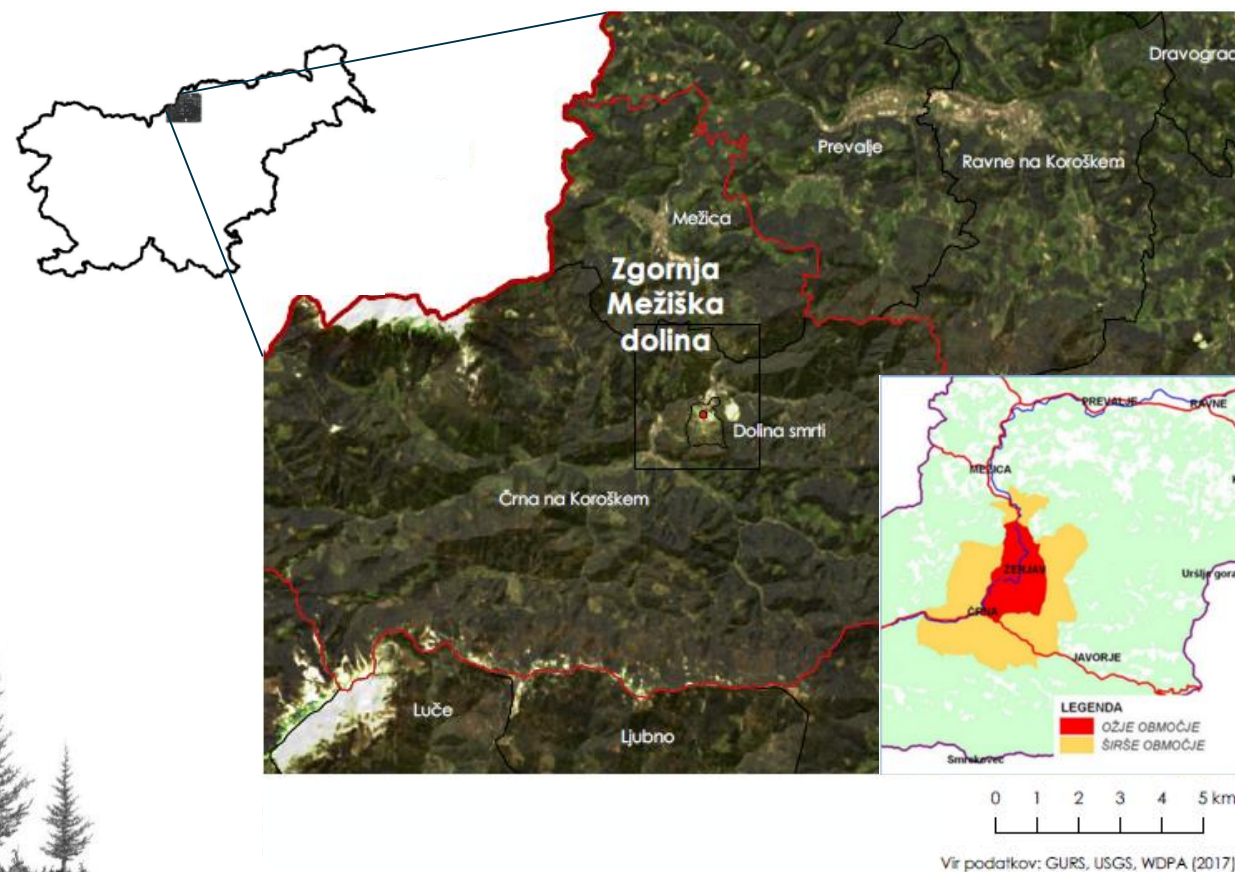 Dravograd
Prevalje
Ravne na Koroškem
Mežica
Zgornja
Mežiška
dolina
Dolina smrti
Črna na Koroškem
Luče
Ljubno
PREVALJE
RAVNE
MEŽICA
ŽERJAV
Uršlja gora
ČRNA
JAVORJE
LEGENDA
OŽJE OBMOČJE
ŠIRŠE OBMOČJE
Smrekovec
0 1 2 3 4 5 km
Vir podatkov: GURS, USGS, WDPA (2017)